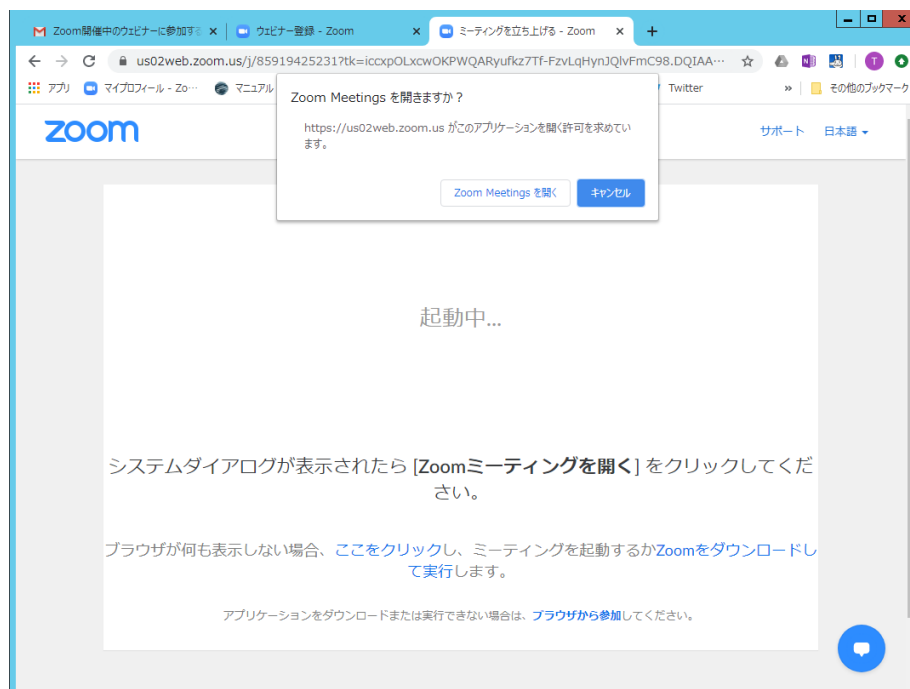 Zoom開催中のウェビナーに参加する
ウェビナー登録 - Zoom
ミーティングを立ち上げる - Zoom
us02web.zoom.us/j/85919425231?tk=iccxpOLxcwOKPWQARyufkz7Tf-FzvLqHynJQlvFmC98.DQIAA…
アプリ
マイプロフィール - Zo…
マニュアル
Twitter
»
その他のブックマーク
Zoom Meetings を開きますか？
https://us02web.zoom.us がこのアプリケーションを開く許可を求めてい
ます。
Zoom Meetings を開く
キャンセル
zoom
サポート
日本語
起動中...
システムダイアログが表示されたら [Zoomミーティングを開く] をクリックしてくだ
さい。
ブラウザが何も表示しない場合、ここをクリックし、ミーティングを起動するかZoomをダウンロードし
て実行します。
アプリケーションをダウンロードまたは実行できない場合は、ブラウザから参加してください。